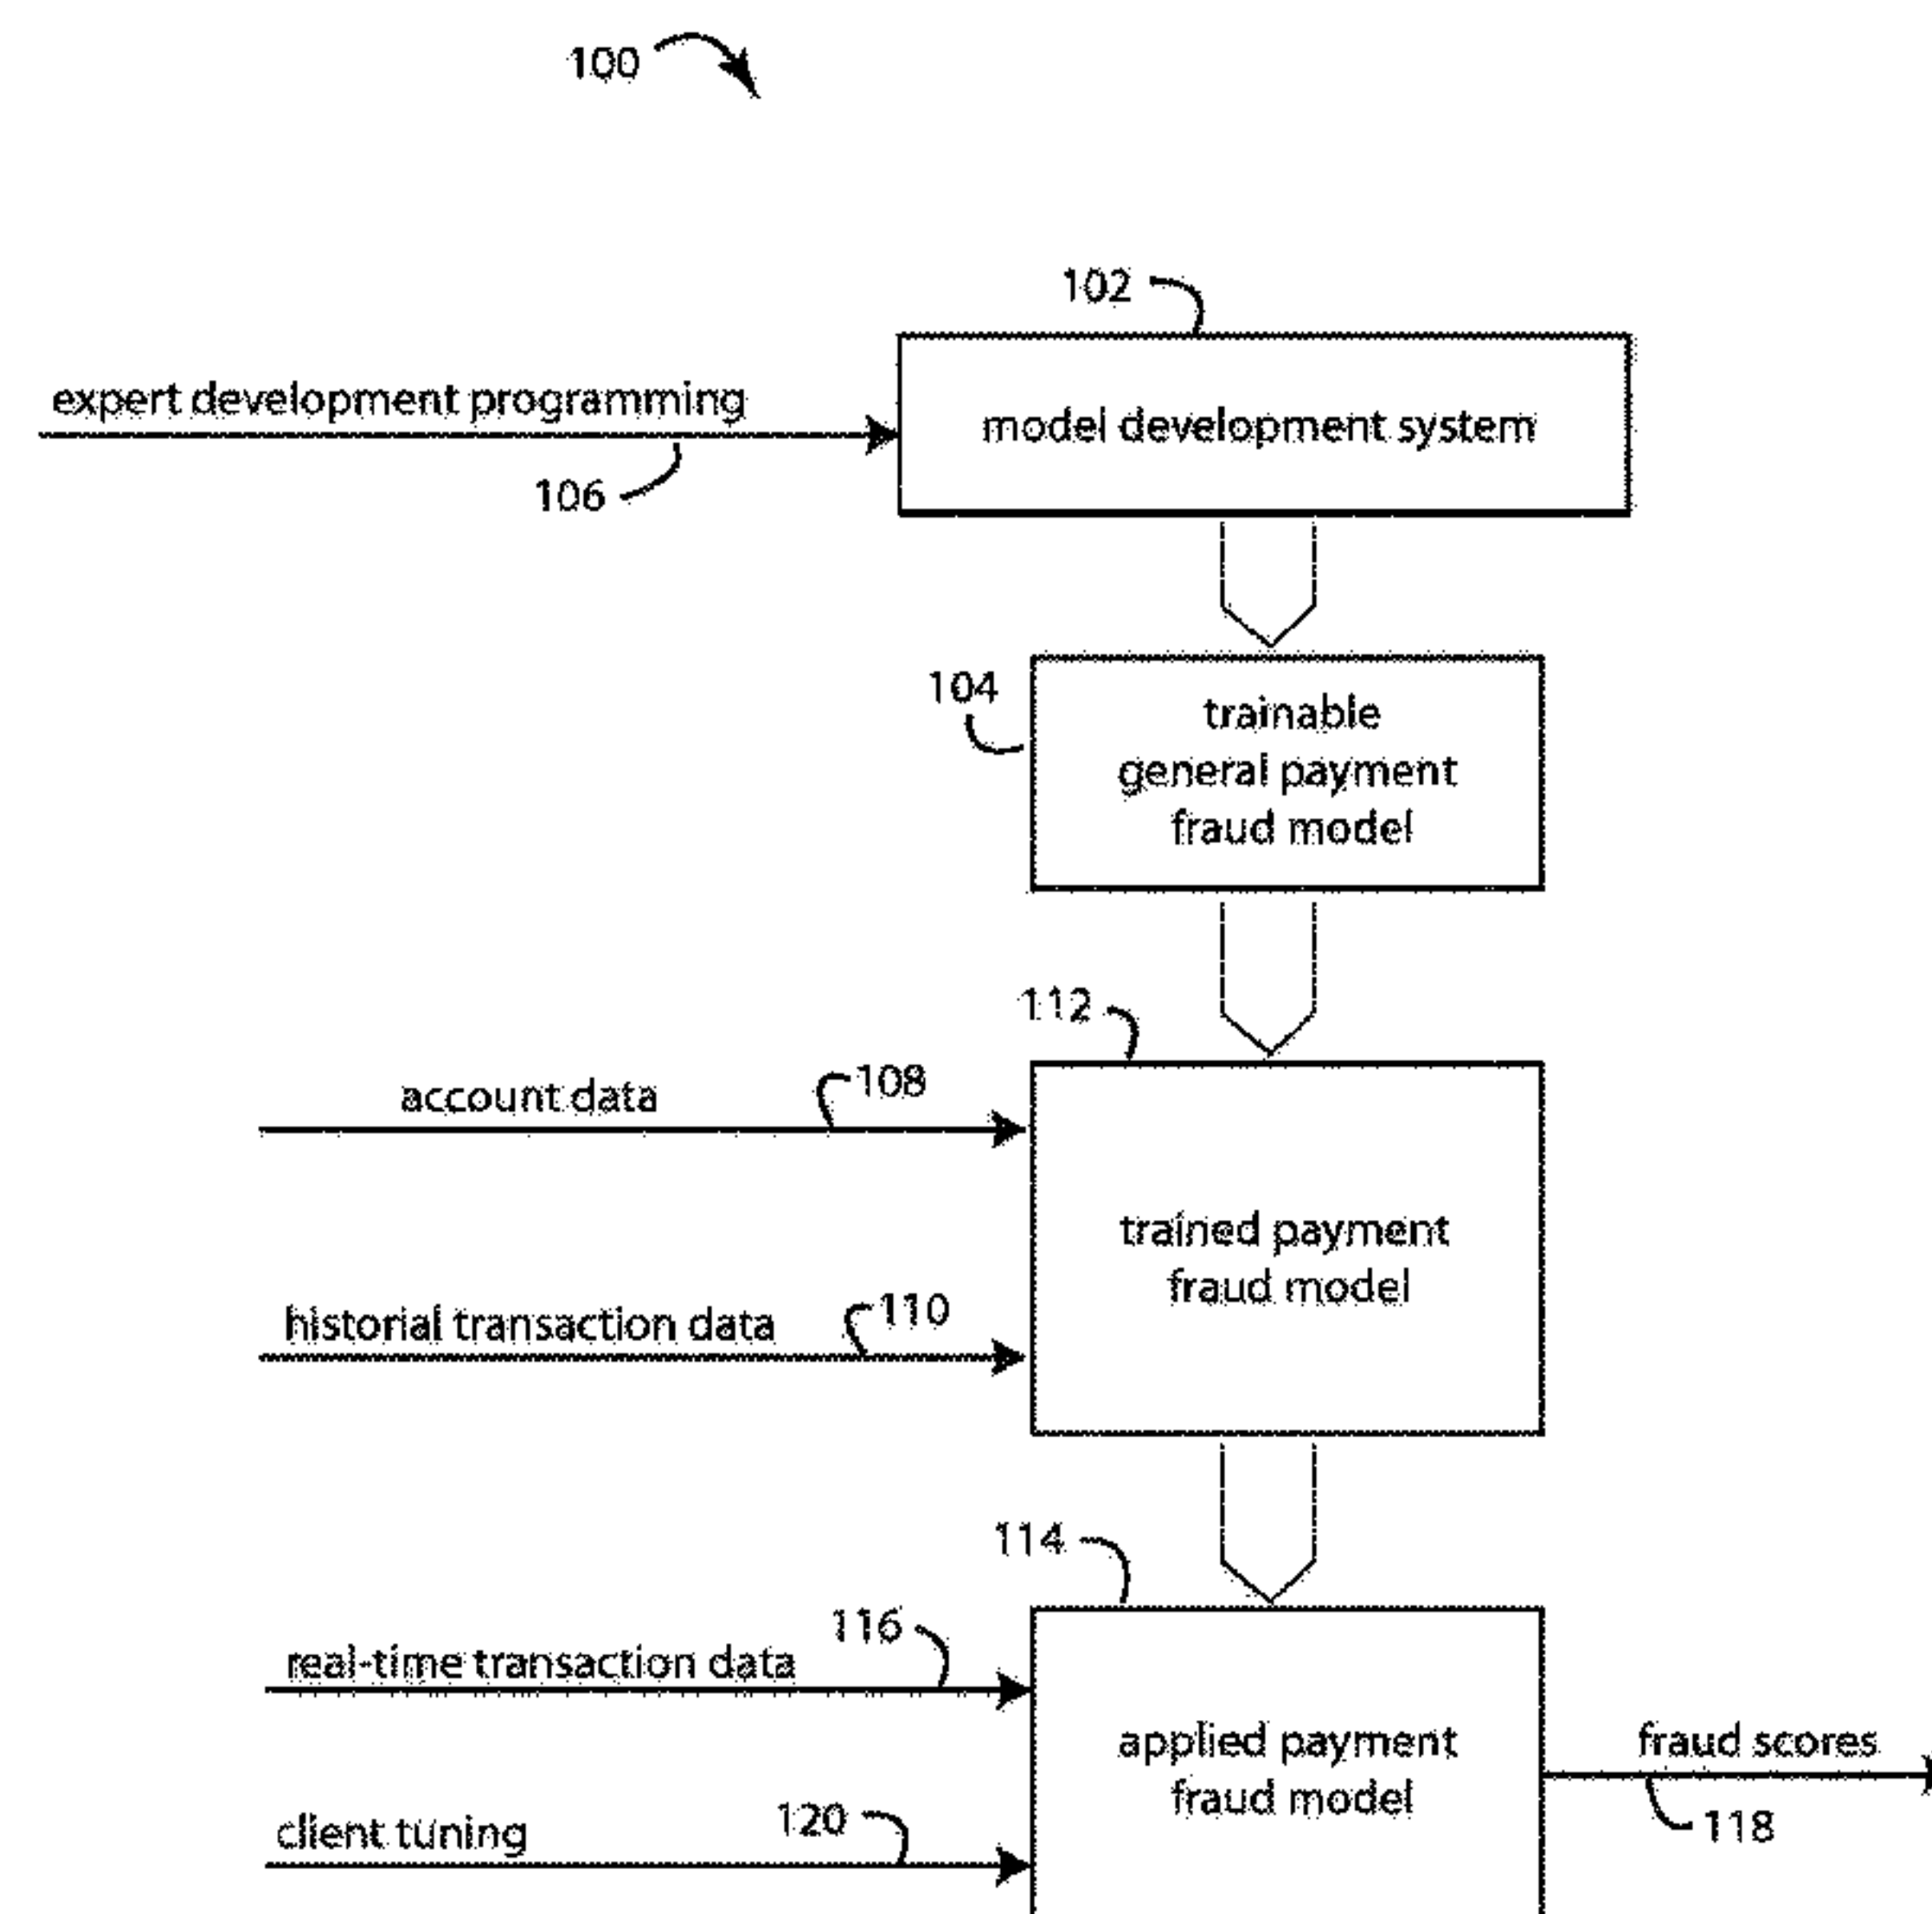 100
102
expert development programming
model development system
106
104
trainable
general payment
fraud model
112
account data
108
trained payment
fraud model
historial transaction data
110
114
116
real-time transaction data
applied payment
fraud model
fraud scores
118
client tuning
120